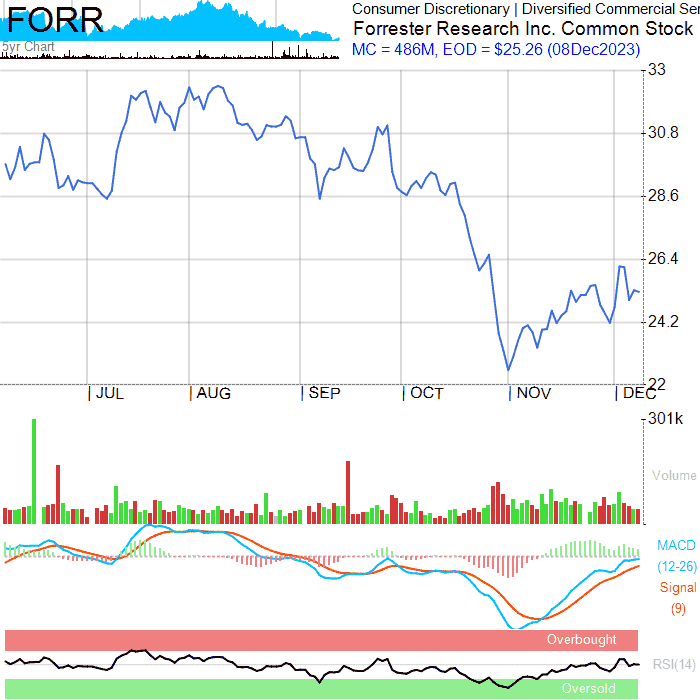 FORR
5yr Chart
Consumer Discretionary | Diversified Commercial Ser
Forrester Research Inc. Common Stock
MC = 486M, EOD = $25.26 (08Dec2023)
33
30.8
28.6
26.4
24.2
22
| JUL | AUG | SEP | OCT | NOV | DEC
301k
Volume
MACD
(12-26)
Signal
(9)
Overbought
RSI(14)
Oversold